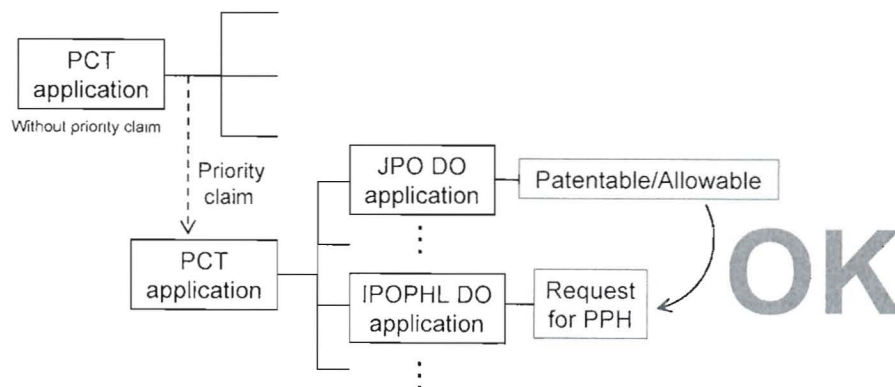 PCT
application
Without priority claim
Priority
claim
JPO DO
application
Patentable/Allowable
PCT
application
IPOPHL DO
application
Request
for PPH
OK